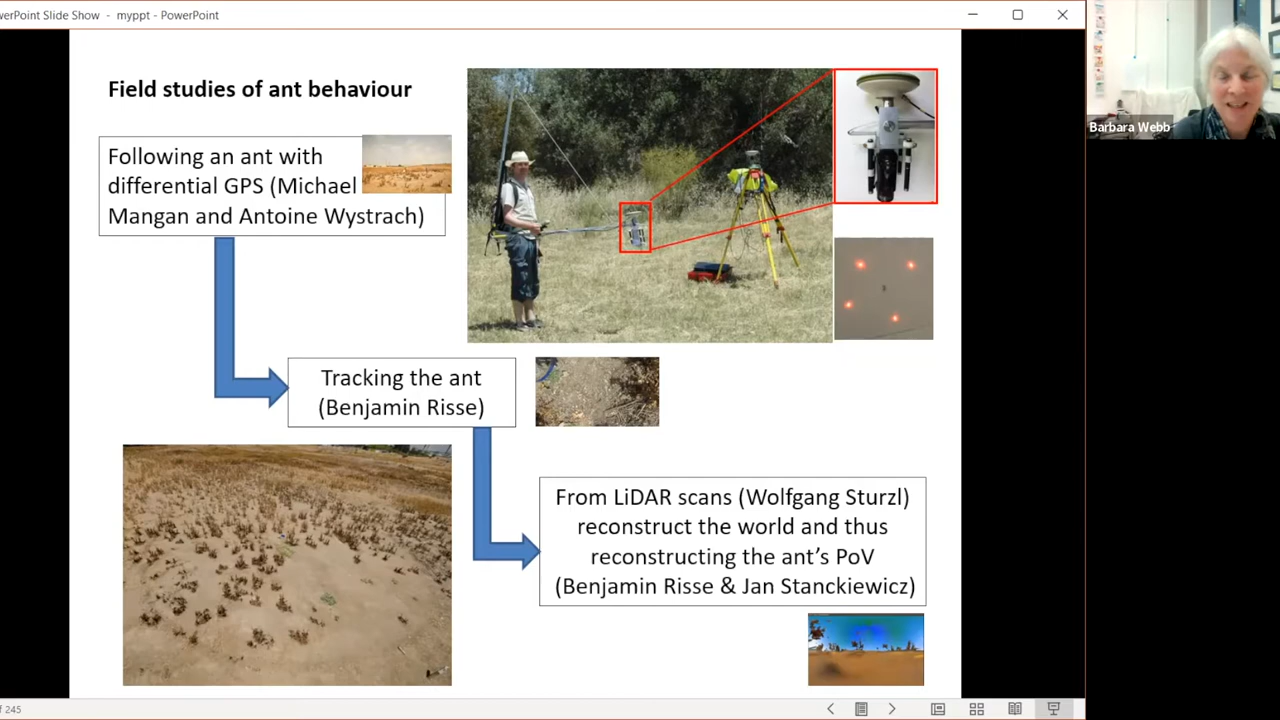 werPoint Slide Show - myppt - PowerPoint
Field studies of ant behaviour
Following an ant with
differential GPS (Michael
Mangan and Antoine Wystrach)
Barbara Webb
Tracking the ant
(Benjamin Risse)
From LiDAR scans (Wolfgang Sturzl)
reconstruct the world and thus
reconstructing the ant's PoV
(Benjamin Risse & Jan Stanckiewicz)
of 245